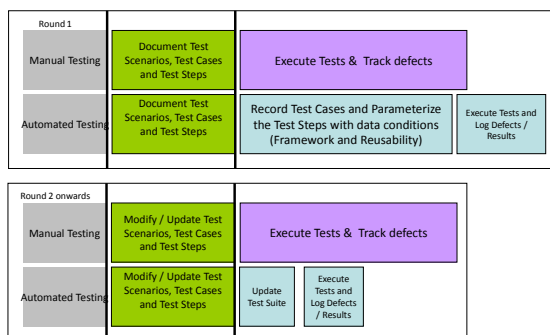 Round 1
Manual Testing
Document Test
Scenarios, Test Cases
and Test Steps
Execute Tests & Track defects
Automated Testing
Document Test
Scenarios, Test Cases
and Test Steps
Record Test Cases and Parameterize
the Test Steps with data conditions
(Framework and Reusability)
Execute Tests and
Log Defects /
Results
Round 2 onwards
Manual Testing
Modify / Update Test
Scenarios, Test Cases
and Test Steps
Execute Tests & Track defects
Automated Testing
Modify / Update Test
Scenarios, Test Cases
and Test Steps
Update
Test Suite
Execute
Tests and
Log Defects
/ Results